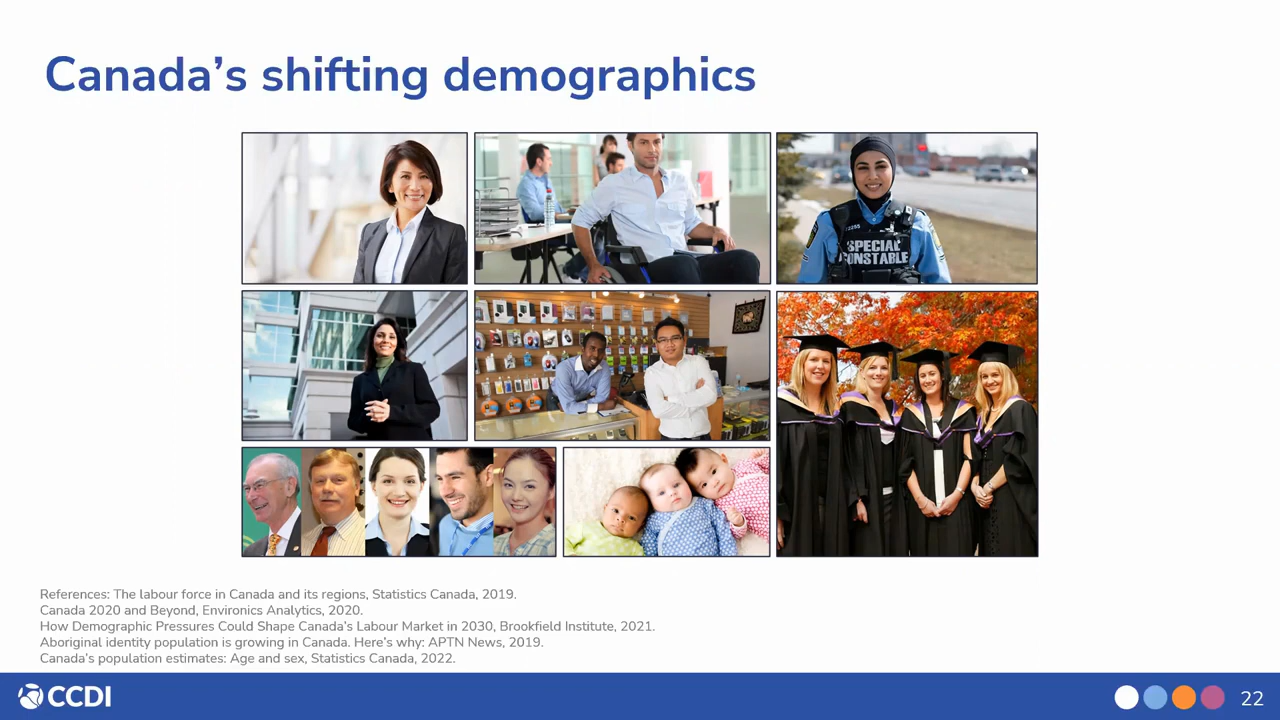 Canada's shifting demographics
2255
SPECIAL
CONSTABLE
References: The labour force in Canada and its regions, Statistics Canada, 2019.
Canada 2020 and Beyond, Environics Analytics, 2020.
How Demographic Pressures Could Shape Canada's Labour Market in 2030, Brookfield Institute, 2021.
Aboriginal identity population is growing in Canada. Here's why: APTN News, 2019.
Canada's population estimates: Age and sex, Statistics Canada, 2022.
CCDI
22